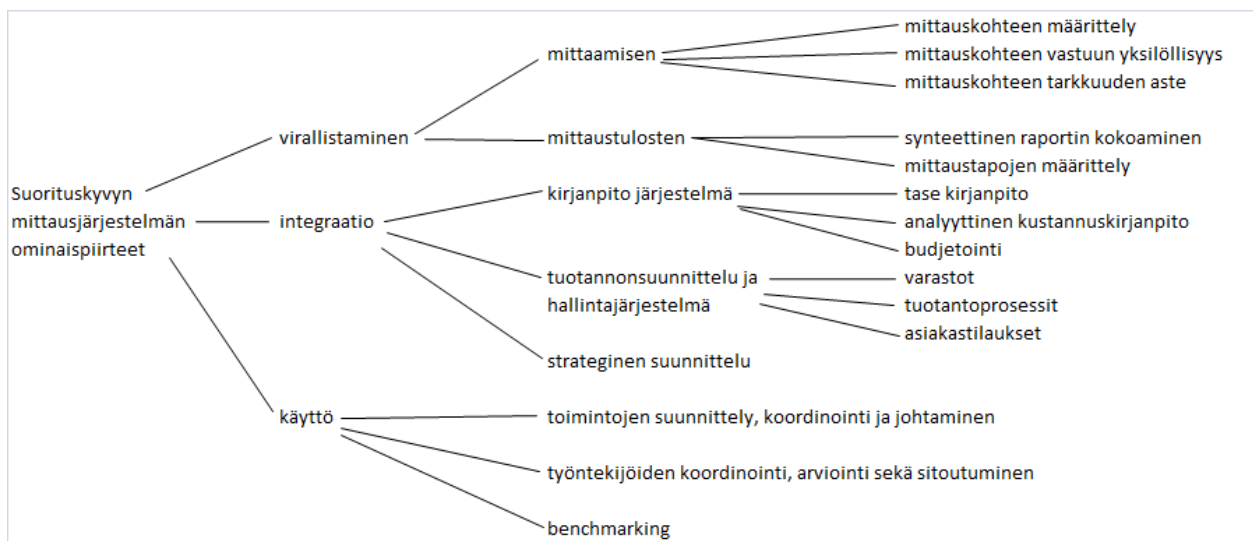 mittauskohteen määrittely
mittaamisen
mittauskohteen vastuun yksilöllisyys
mittauskohteen tarkkuuden aste
virallistaminen
mittaustulosten
synteettinen raportin kokoaminen
mittaustapojen määrittely
Suorituskyvyn
mittausjärjestelmän
ominaispiirteet
integraatio
kirjanpito järjestelmä
tase kirjanpito
analyyttinen kustannuskirjanpito
budjetointi
tuotannonsuunnittelu ja
hallintajärjestelmä
varastot
tuotantoprosessit
asiakastilaukset
strateginen suunnittelu
käyttö
toimintojen suunnittely, koordinointi ja johtaminen
työntekijöiden koordinointi, arviointi sekä sitoutuminen
benchmarking